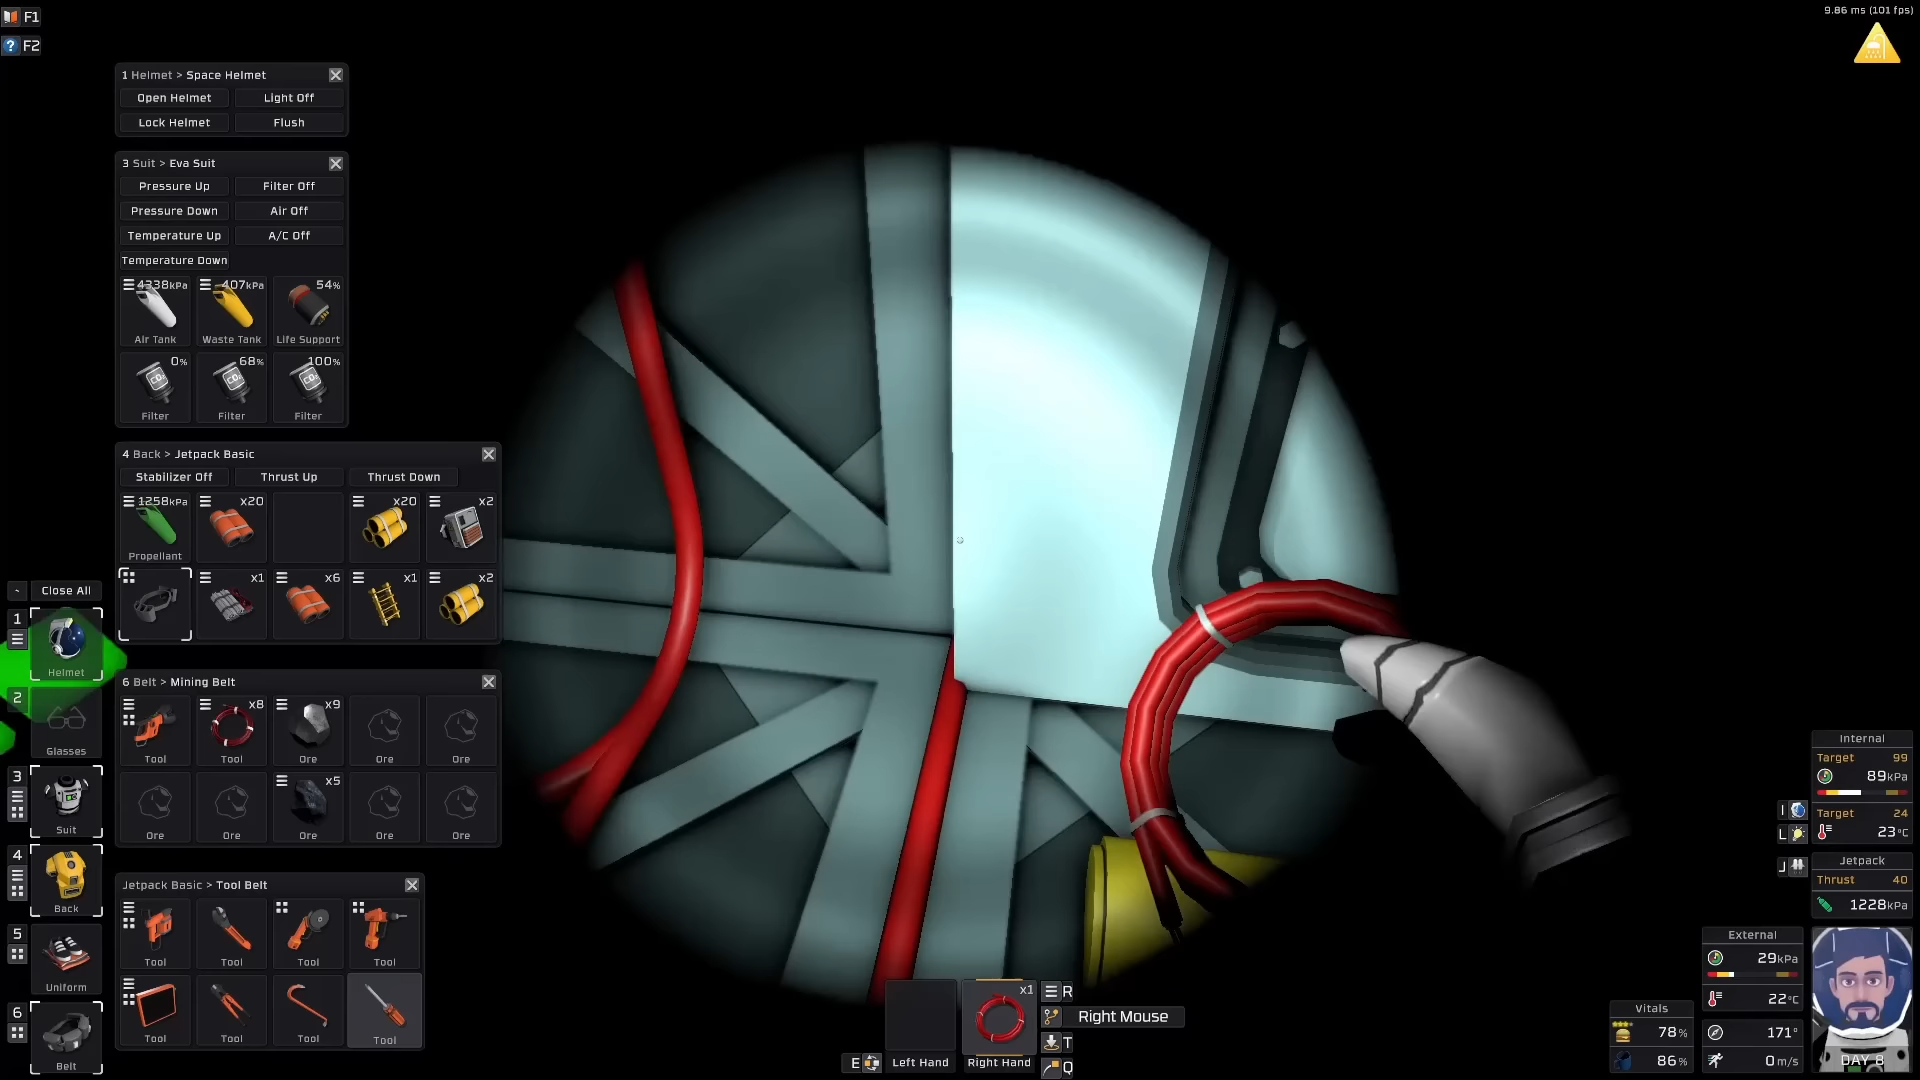 F1
9.86 ms (101 fps)
F2
1 Helmet > Space Helmet
Open Helmet
Light Off
Lock Helmet
Flush
3 Suit > Eva Suit
Pressure Up
Filter Off
Pressure Down
Air Off
Temperature Up
A/C Off
Temperature Down
4338kPa
407kPa
54%
Air Tank
Waste Tank
Life Support
0%
68%
100%
Filter
Filter
Filter
4 Back > Jetpack Basic
Stabilizer Off
Thrust Up
Thrust Down
1258kPa
x20
x20
x2
Propellant
x1
x6
x1
x2
~
Close All
1
Helmet
2
Glasses
3
Suit
4
Back
5
Uniform
6
Belt
6 Belt > Mining Belt
x8
x9
Tool
Tool
Ore
Ore
Ore
x5
Ore
Ore
Ore
Ore
Ore
Jetpack Basic > Tool Belt
Tool
Tool
Tool
Tool
Tool
Tool
Tool
Tool
x1
R
Right Mouse
T
E
Left Hand
Right Hand
Q
Internal
Target 99
89kPa
I
Target 24
L
23°C
Jetpack
J
Thrust 40
1228kPa
External
29kPa
22°C
Vitals
78%
171°
86%
0m/s
DAY 8